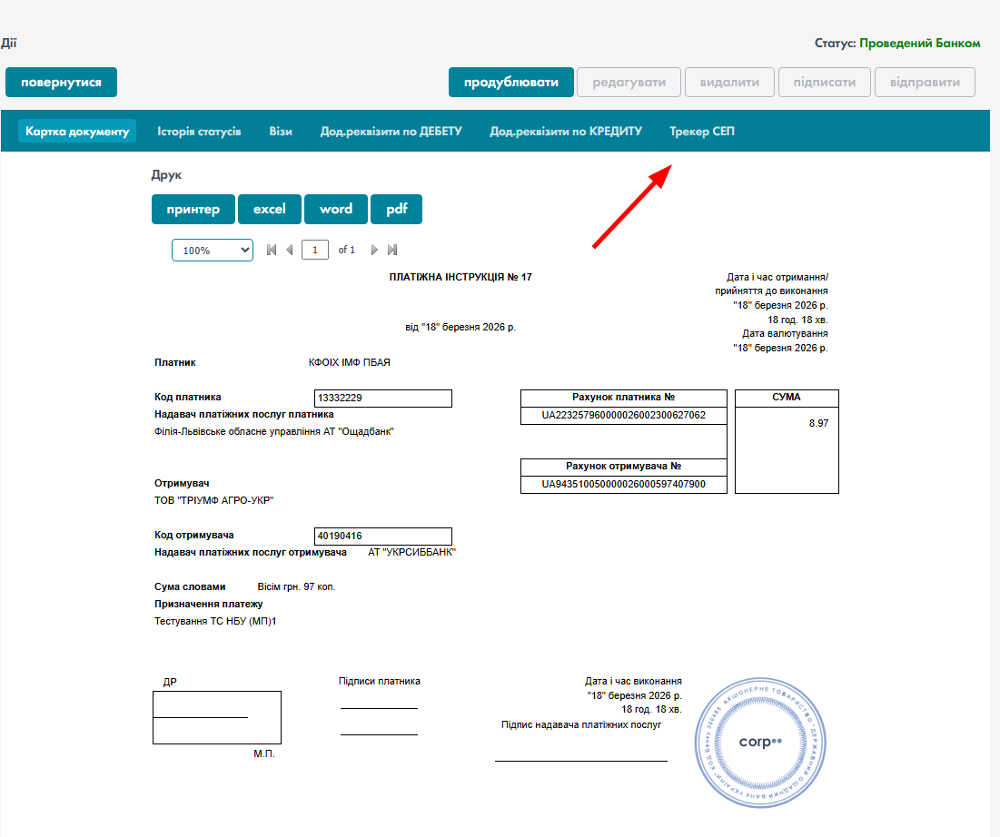 Дії
Статус: Проведений Банком
повернутися
продублювати редагувати видалити підписати відправити
Картка документу Історія статусів Візи Дод.реквізити по ДЕБЕТУ Дод.реквізити по КРЕДИТУ Трекер СЕП
Друк
принтер excel word pdf
100% 1 of 1
ПЛАТІЖНА ІНСТРУКЦІЯ № 17
Дата і час отримання/
прийняття до виконання
"18" березня 2026 р.
18 год. 18 хв.
Дата валютування
"18" березня 2026 р.
від "18" березня 2026 р.
Платник КФОІХ ІМФ ПБАЯ
Код платника 13332229
Рахунок платника № СУМА
Надавач платіжних послуг платника
UA223257960000026002300627062
8.97
Філія-Львівське обласне управління АТ "Ощадбанк"
Рахунок отримувача №
Отримувач
UA943510050000026000597407900
ТОВ "ТРІУМФ АГРО-УКР"
Код отримувача 40190416
Надавач платіжних послуг отримувача АТ "УКРСИББАНК"
Сума словами Вісім грн. 97 коп.
Призначення платежу
Тестування ТС НБУ (МП)1
ДР
М.П.
Підписи платника
Дата і час виконання
"18" березня 2026 р.
18 год. 18 хв.
Підпис надавача платіжних послуг
АКЦІОНЕРНЕ ТОВАРИСТВО "ДЕРЖАВНИЙ ОЩАДНИЙ БАНК УКРАЇНИ" КОД Банку 300465
corp